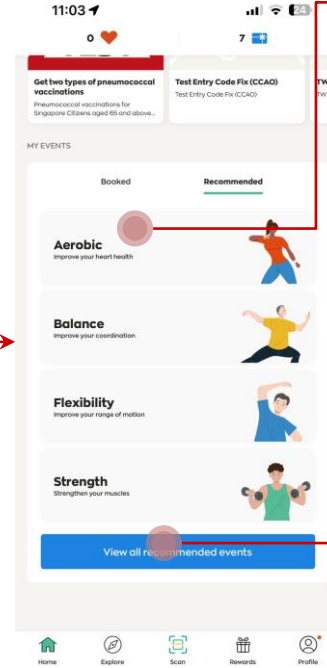 11:03
24
0
7
Get two types of pneumococcal
vaccinations
Pneumococcal vaccinations for
Singapore Citizens aged 65 and above...
Test Entry Code Fix (CCAO)
Test Entry Code Fix (CCAO)
TW
TW
MY EVENTS
Booked
Recommended
Aerobic
Improve your heart health
Balance
Improve your coordination
Flexibility
Improve your range of motion
Strength
Strengthen your muscles
View all recommended events
Home
Explore
Scan
Rewards
Profile